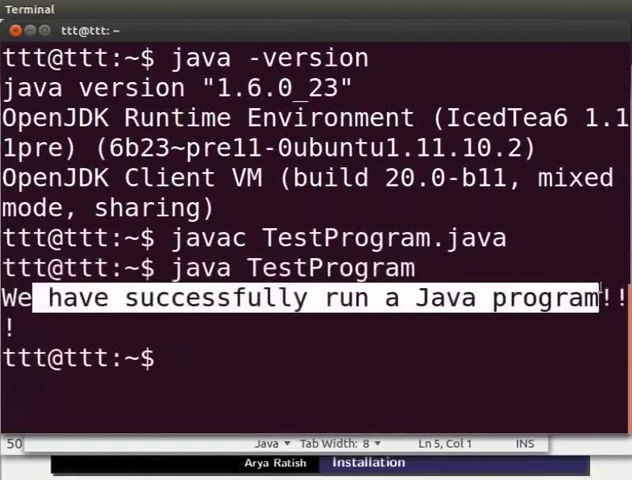 Terminal
ttt@ttt: ~
ttt@ttt:~$ java -version
java version "1.6.0_23"
OpenJDK Runtime Environment (IcedTea6 1.1
1pre) (6b23~pre11-0ubuntu1.11.10.2)
OpenJDK Client VM (build 20.0-b11, mixed
mode, sharing)
ttt@ttt:~$ javac TestProgram.java
ttt@ttt:~$ java TestProgram
We have successfully run a Java program!!
!
ttt@ttt:~$
50 Java Tab Width: 8 Ln 5, Col 1 INS
Arya Ratish Installation